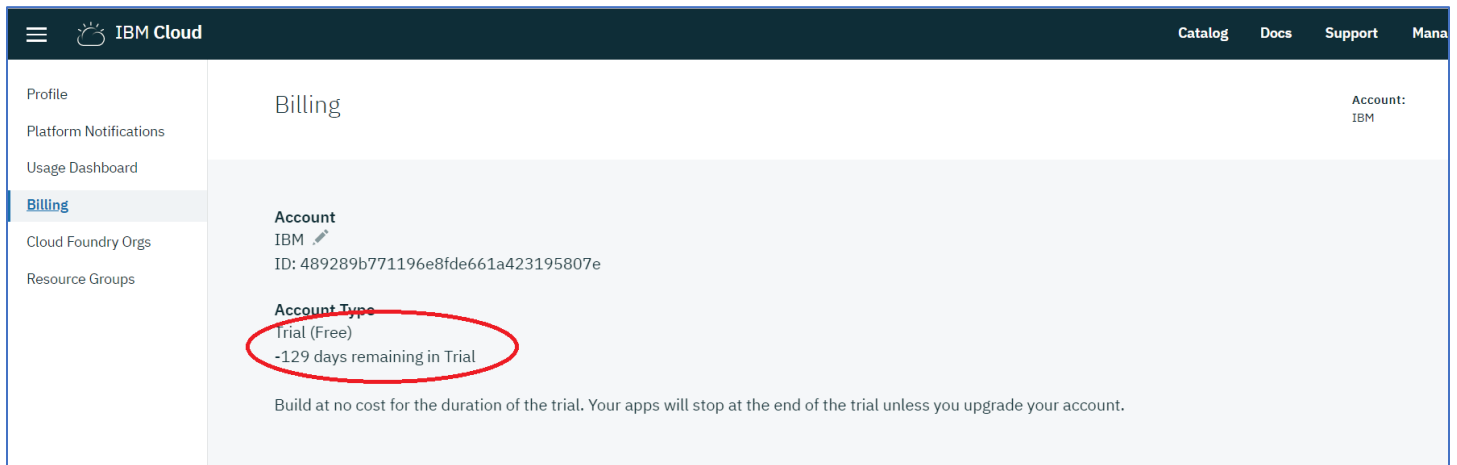 IBM Cloud
Catalog Docs Support Mana
Profile
Platform Notifications
Usage Dashboard
Billing
Cloud Foundry Orgs
Resource Groups
Billing
Account:
IBM
Account
IBM
ID: 489289b771196e8fde661a423195807e
Account Type
Trial (Free)
-129 days remaining in Trial
Build at no cost for the duration of the trial. Your apps will stop at the end of the trial unless you upgrade your account.